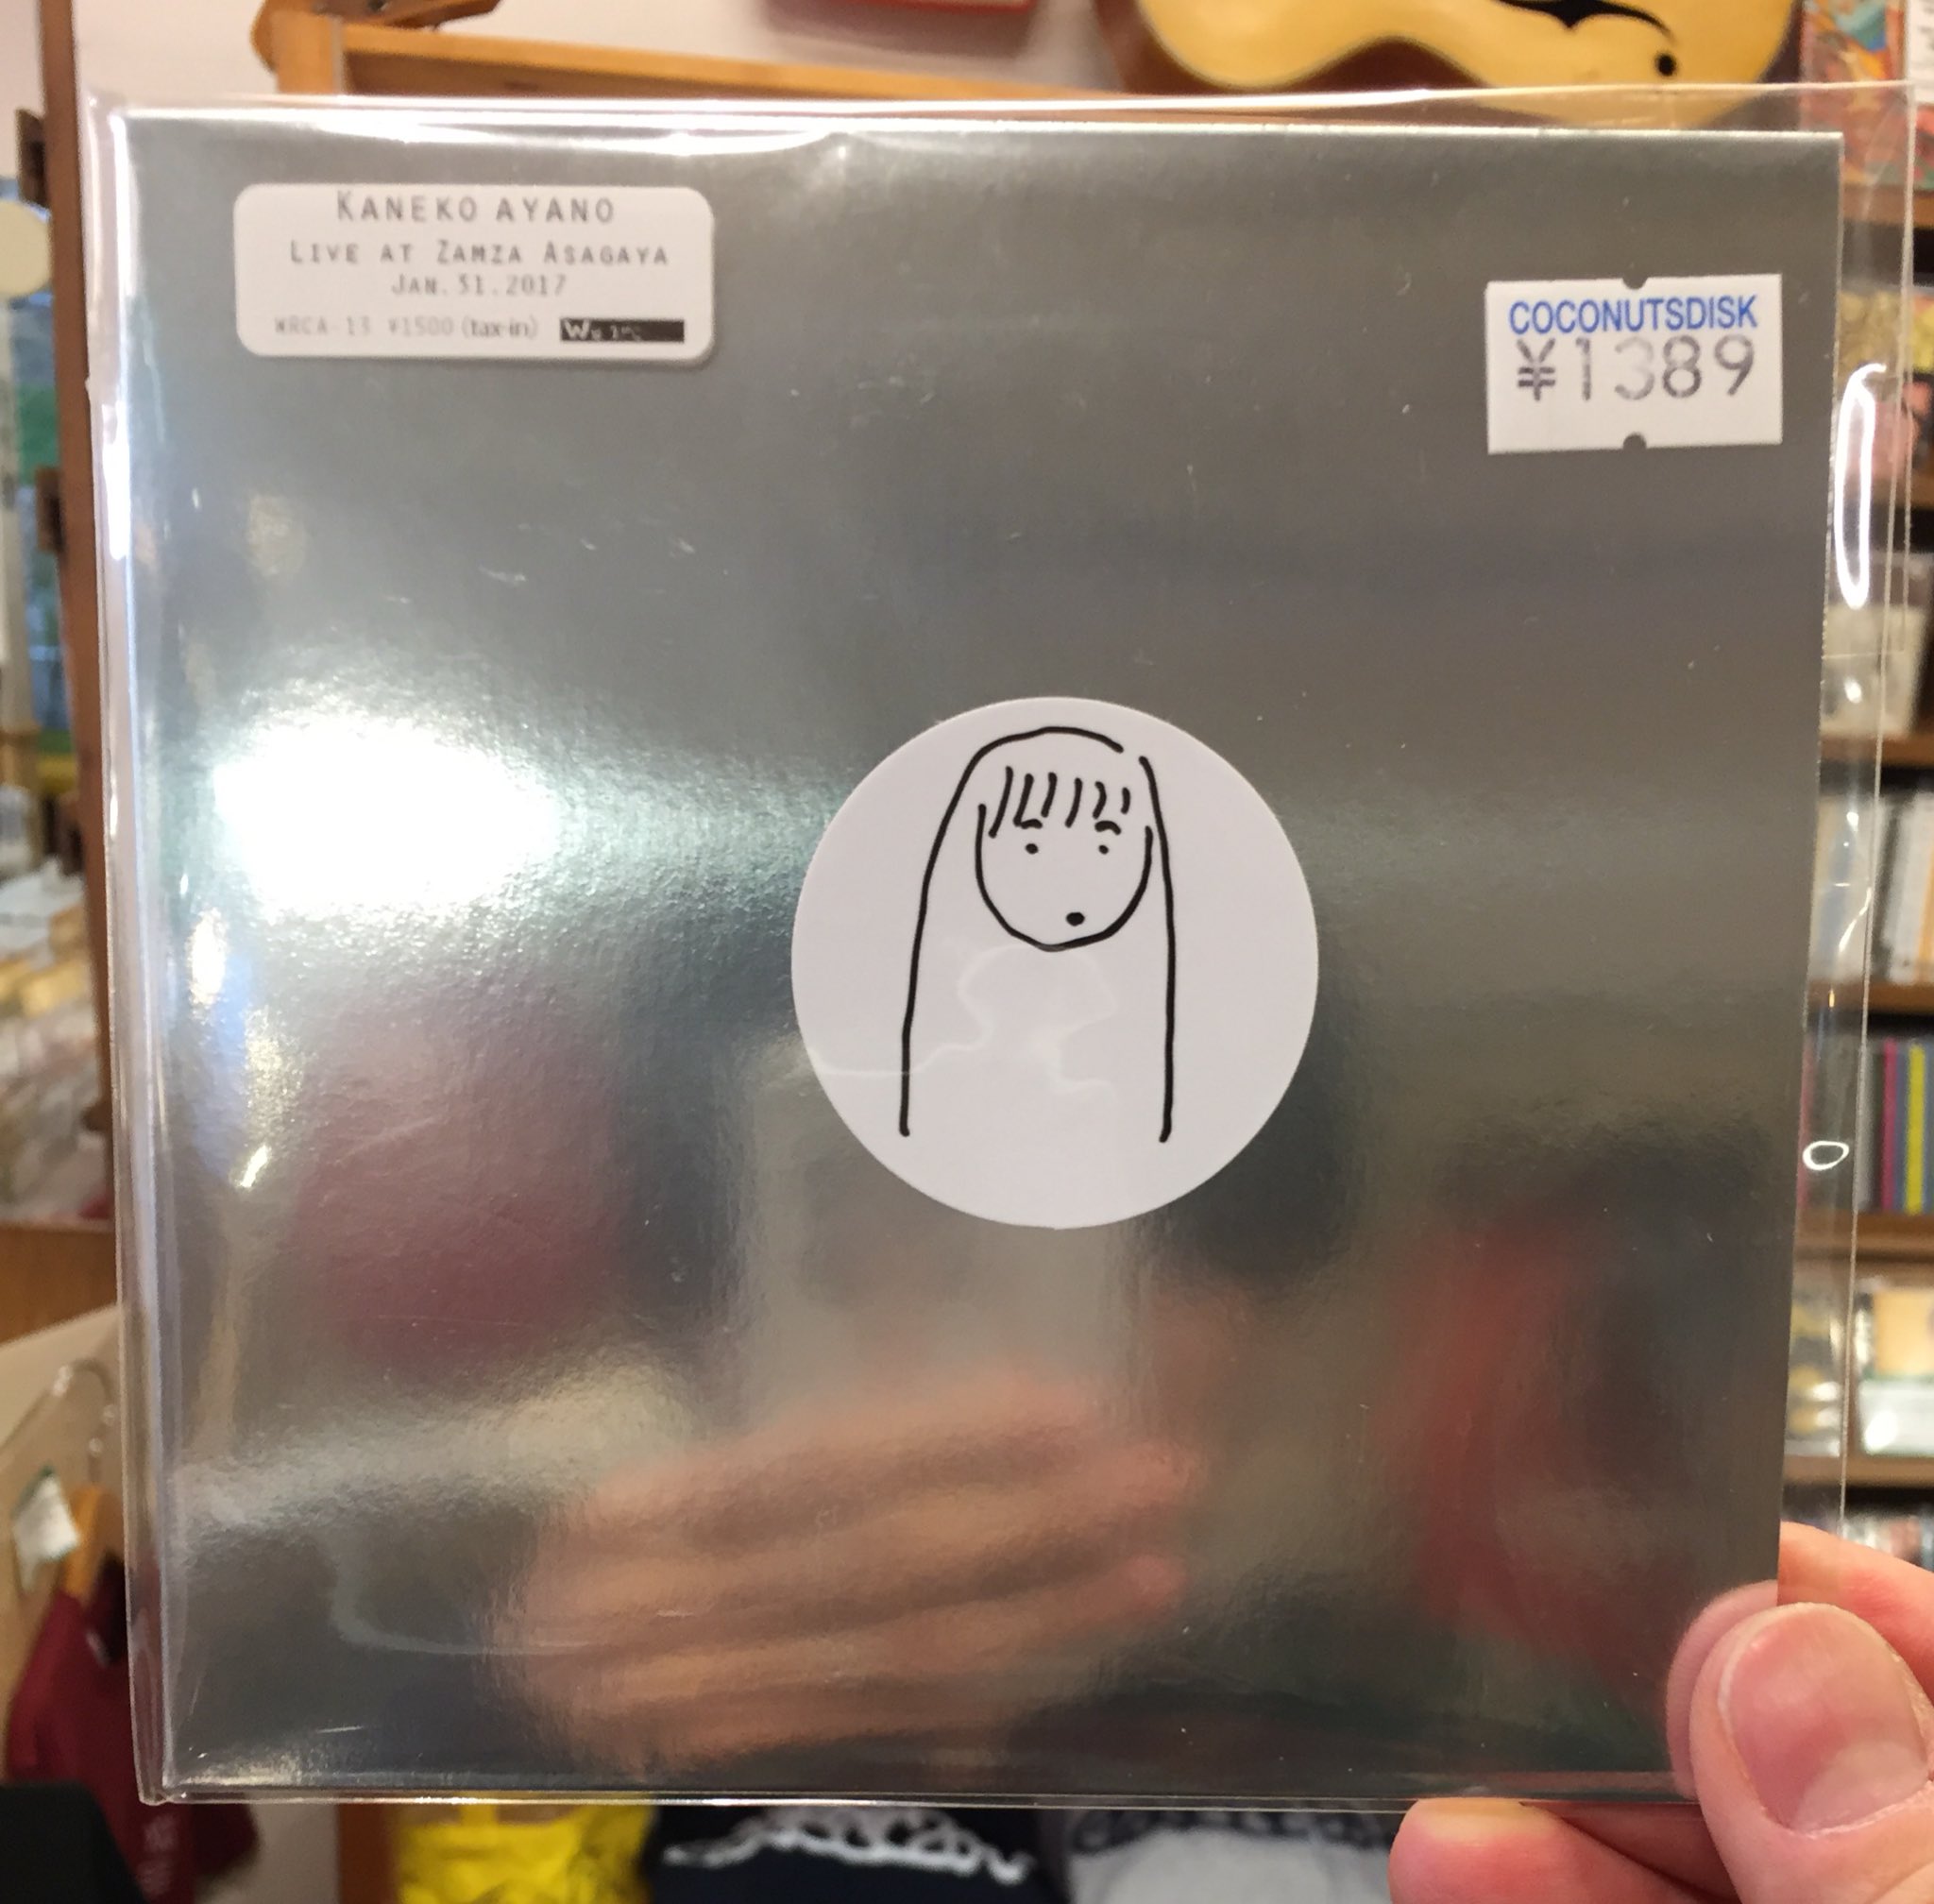 KANEKO AYANO
LIVE AT ZAMZA ASAGAYA
JAN.31.2017
WRCA-13 ¥1500 (tax-in)
COCONUTSDISK
¥1389